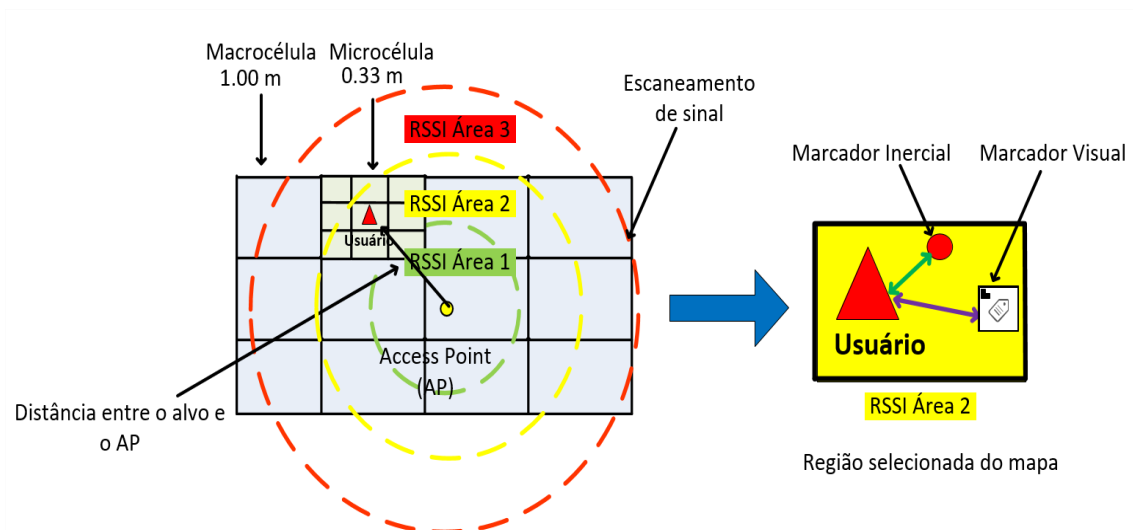 Macrocélula
1.00 m
Microcélula
0.33 m
Escaneamento
de sinal
RSSI Área 3
RSSI Área 2
Usuário
RSSI Área 1
Access Point
(AP)
Distância entre o alvo e
o AP
Marcador Inercial
Marcador Visual
Usuário
RSSI Área 2
Região selecionada do mapa